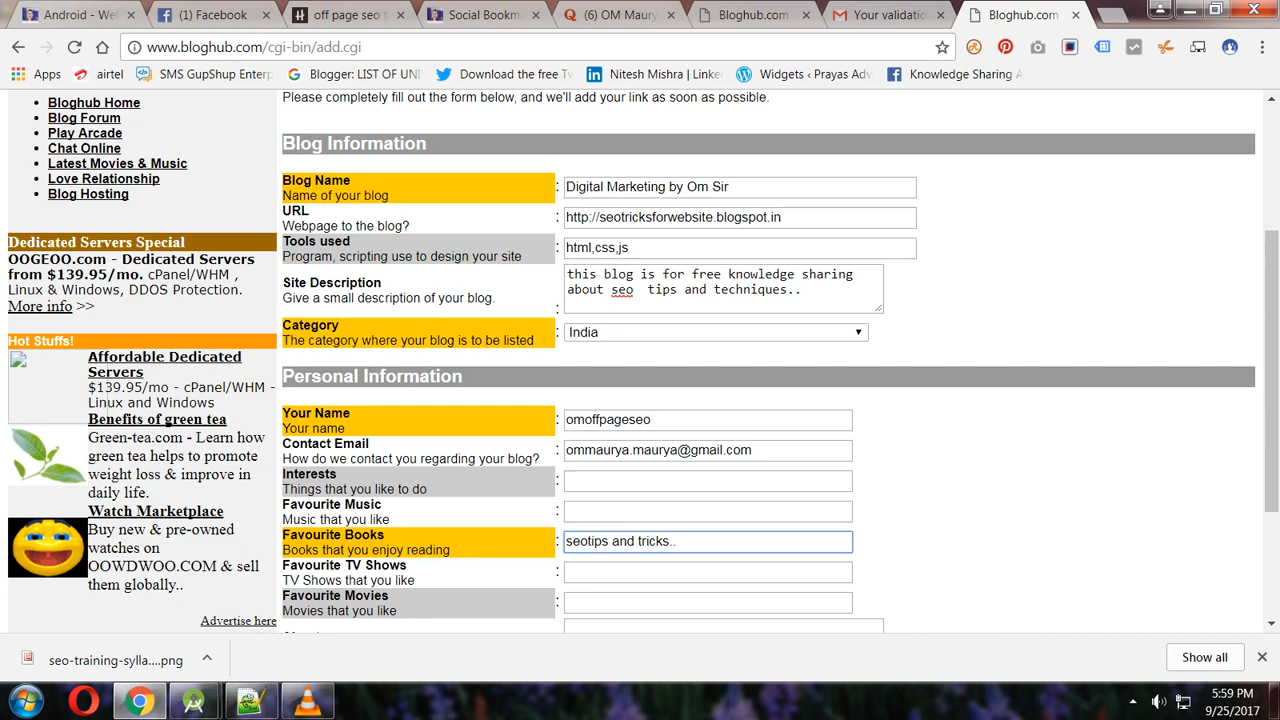 Android - We
(1) Facebook
off page seo t
Social Bookm
(6) OM Maury
Bloghub.com
Your validatio
Bloghub.com
www.bloghub.com/cgi-bin/add.cgi
Apps
airtel
SMS GupShup Enterp
Blogger: LIST OF UN
Download the free T
Nitesh Mishra | Link
Widgets ‹ Prayas Ade
Knowledge Sharing A
Please completely fill out the form below, and we'll add your link as soon as possible.
Bloghub Home
Blog Forum
Play Arcade
Chat Online
Latest Movies & Music
Love Relationship
Blog Hosting
Dedicated Servers Special
OOGEOO.com - Dedicated Servers
from $139.95/mo. cPanel/WHM ,
Linux & Windows, DDOS Protection.
More info >>
Hot Stuffs!
Affordable Dedicated
Servers
$139.95/mo - cPanel/WHM -
Linux and Windows
Benefits of green tea
Green-tea.com - Learn how
green tea helps to promote
weight loss & improve in
daily life.
Watch Marketplace
Buy new & pre-owned
watches on
OOWDWOO.COM & sell
them globally..
Advertise here
Blog Information
Blog Name
Name of your blog
: Digital Marketing by Om Sir
URL
Webpage to the blog?
: http://seotricksforwebsite.blogspot.in
Tools used
Program, scripting use to design your site
: html,css,js
Site Description
Give a small description of your blog.
: this blog is for free knowledge sharing
about seo tips and techniques..
Category
The category where your blog is to be listed
: India
Personal Information
Your Name
Your name
: omoffpageseo
Contact Email
How do we contact you regarding your blog?
: ommaurya.maurya@gmail.com
Interests
Things that you like to do
:
Favourite Music
Music that you like
:
Favourite Books
Books that you enjoy reading
: seotips and tricks..
Favourite TV Shows
TV Shows that you like
:
Favourite Movies
Movies that you like
:
seo-training-sylla....png
Show all
5:59 PM
9/25/2017